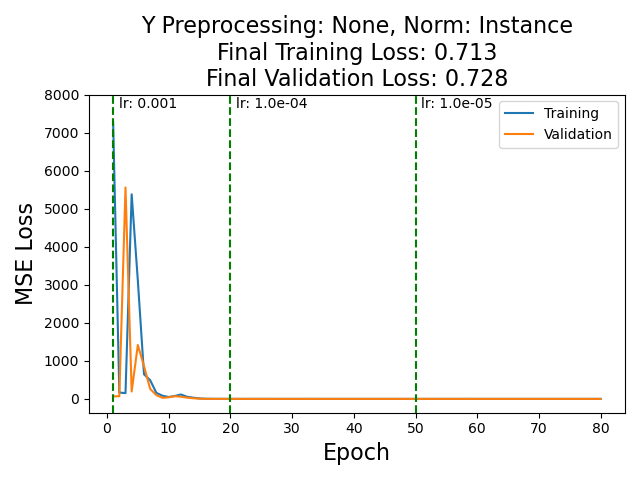 Y Preprocessing: None, Norm: Instance
Final Training Loss: 0.713
Final Validation Loss: 0.728
8000
7000
6000
5000
4000
3000
2000
1000
0
MSE Loss
lr: 0.001
lr: 1.0e-04
lr: 1.0e-05
Training
Validation
0 10 20 30 40 50 60 70 80
Epoch